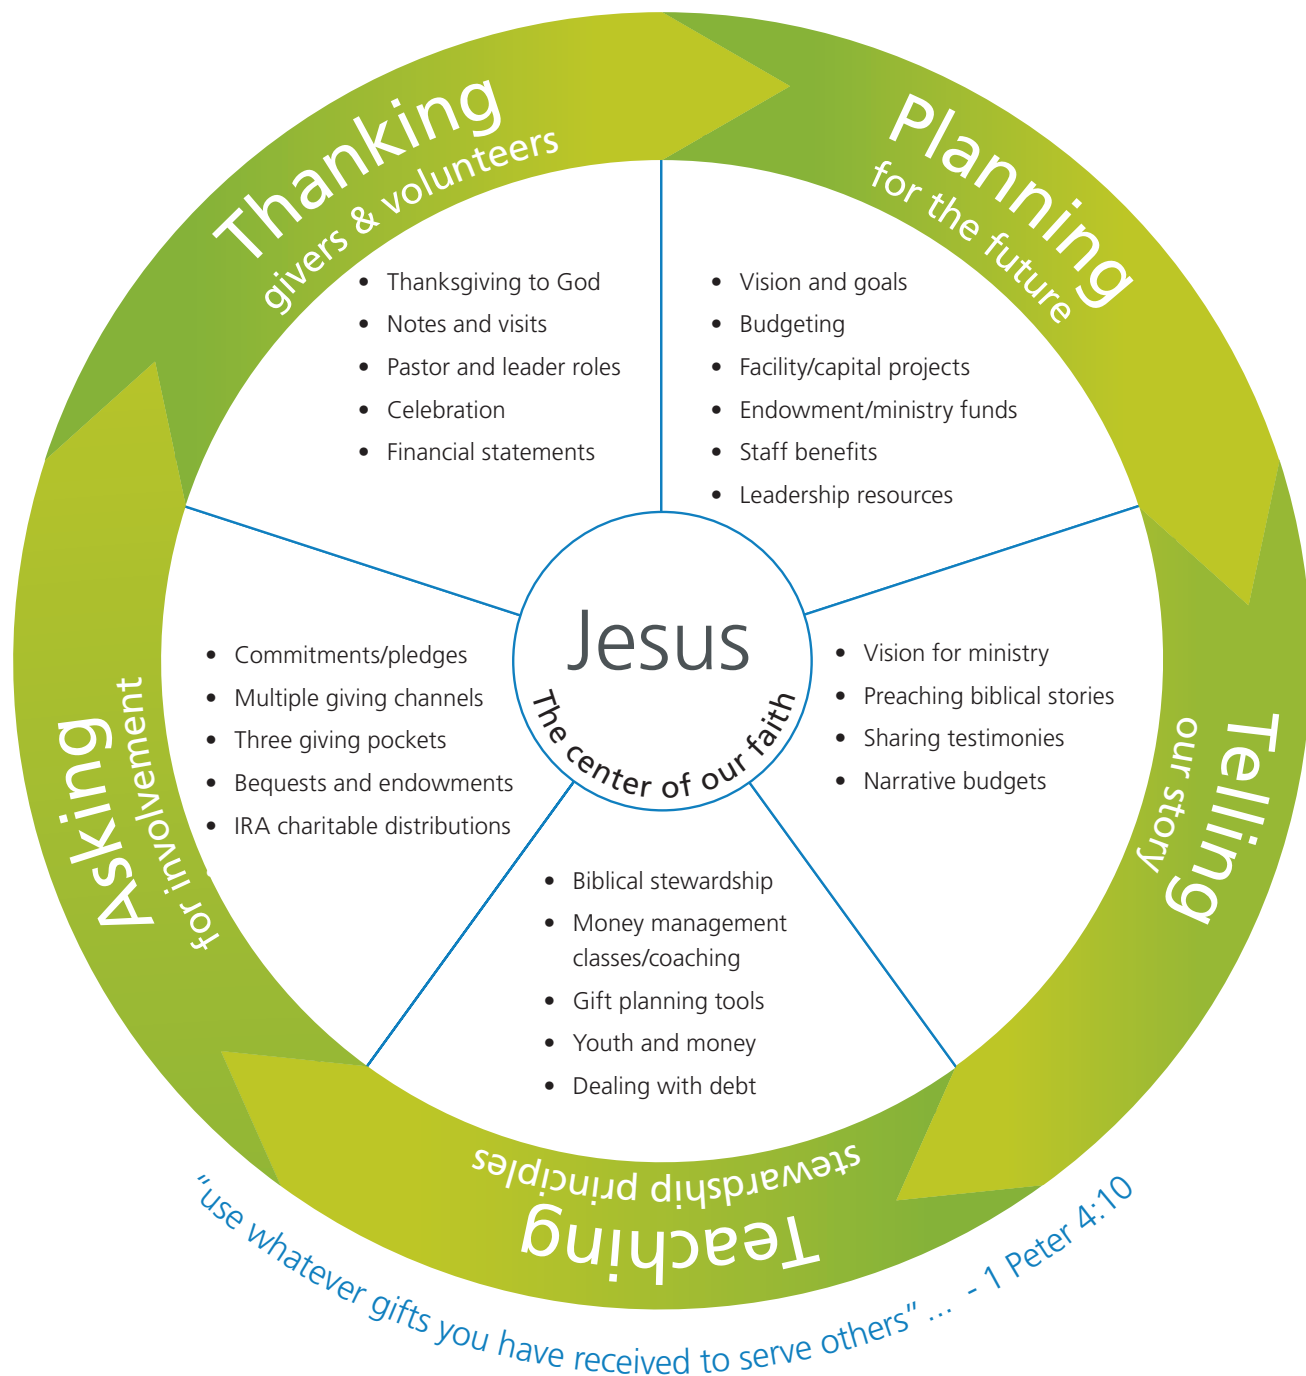 Thanking
givers & volunteers
• Thanksgiving to God
• Notes and visits
• Pastor and leader roles
• Celebration
• Financial statements
Planning
for the future
• Vision and goals
• Budgeting
• Facility/capital projects
• Endowment/ministry funds
• Staff benefits
• Leadership resources
Telling
our story
• Vision for ministry
• Preaching biblical stories
• Sharing testimonies
• Narrative budgets
Teaching
stewardship principles
• Biblical stewardship
• Money management
classes/coaching
• Gift planning tools
• Youth and money
• Dealing with debt
Asking
for involvement
• Commitments/pledges
• Multiple giving channels
• Three giving pockets
• Bequests and endowments
• IRA charitable distributions
Jesus
The center of our faith
“use whatever gifts you have received to serve others” ... - 1 Peter 4:10